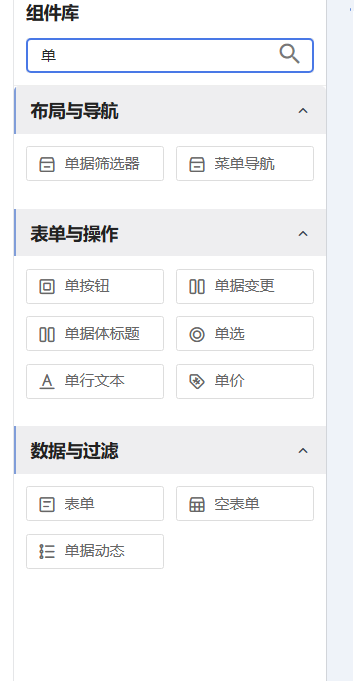 组件库
单
布局与导航
单据筛选器 菜单导航
表单与操作
单按钮 单据变更
单据体标题 单选
单行文本 单价
数据与过滤
表单 空表单
单据动态